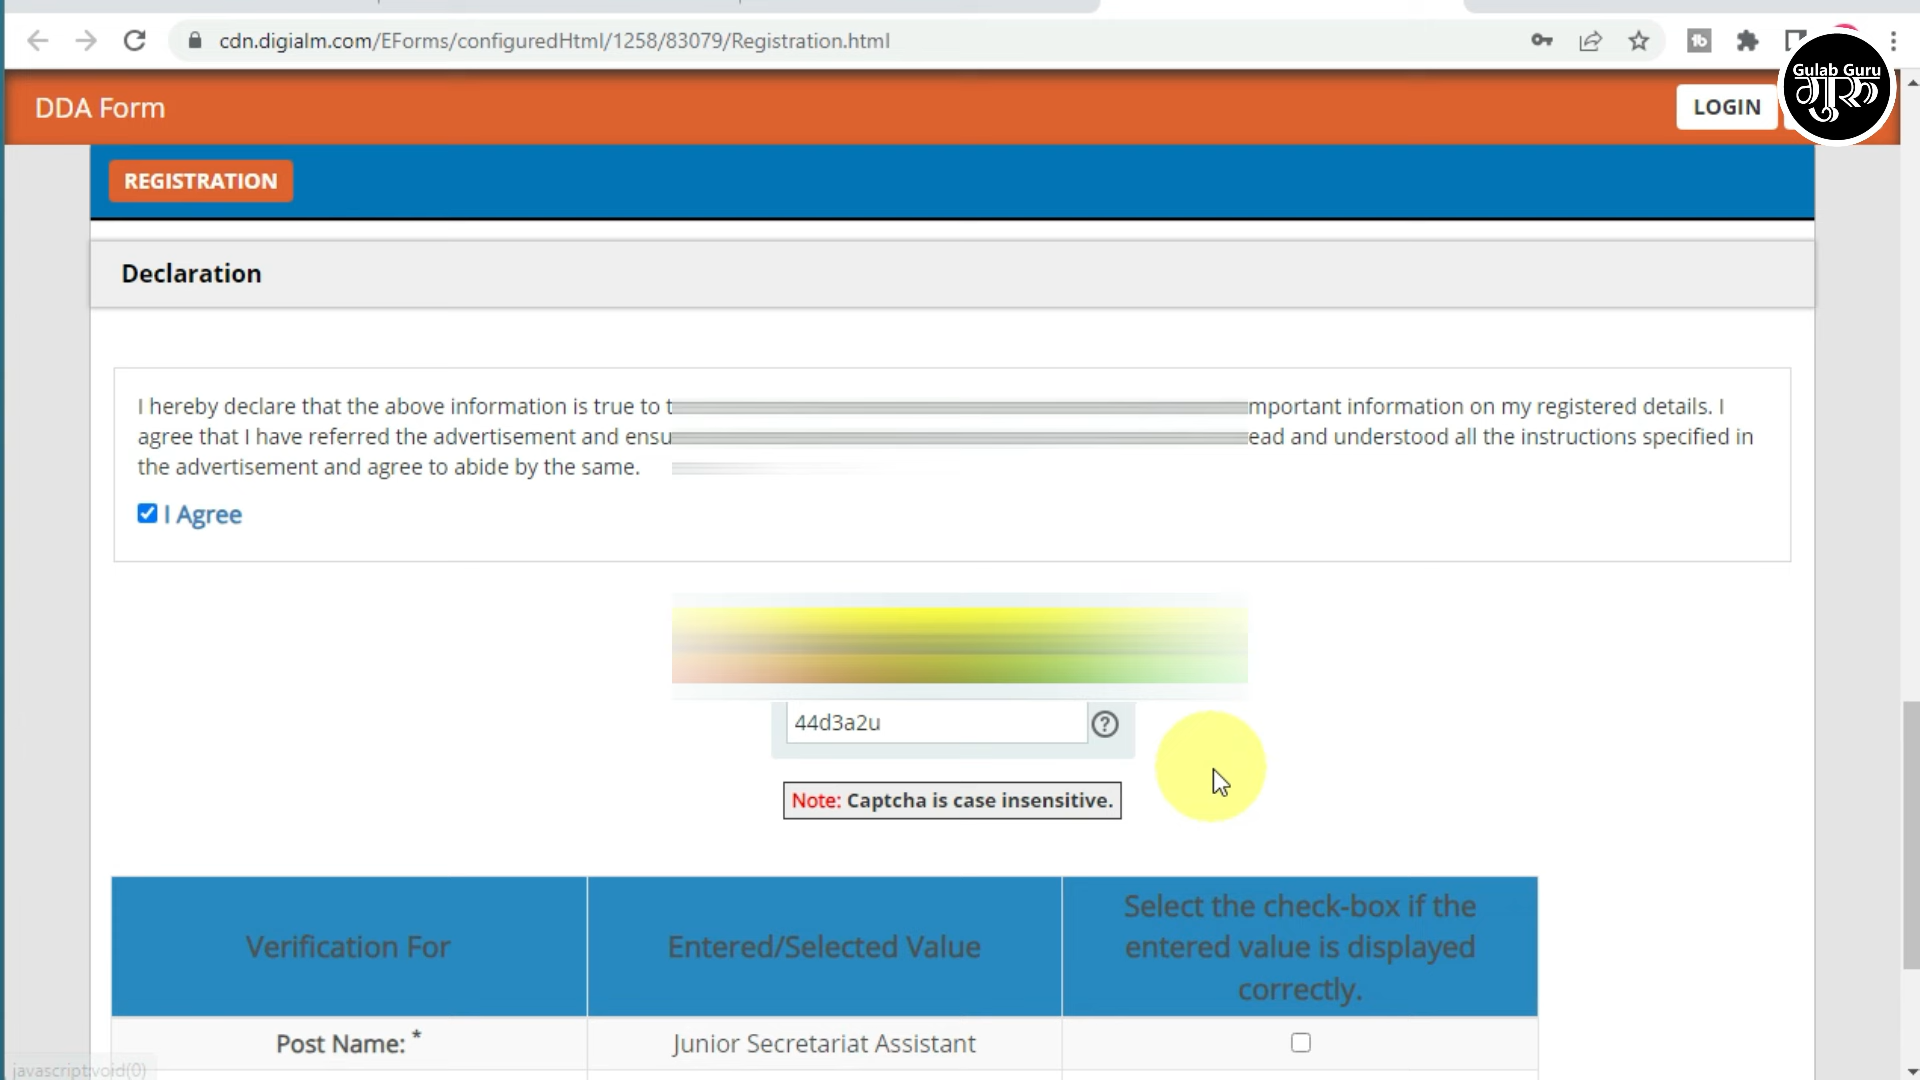 cdn.digialm.com/EForms/configuredHtml/1258/83079/Registration.html
Gulab Guru
गुरु
DDA Form
LOGIN
REGISTRATION
Declaration
I hereby declare that the above information is true to t mportant information on my registered details. I
agree that I have referred the advertisement and ensu ead and understood all the instructions specified in
the advertisement and agree to abide by the same.
I Agree
44d3a2u
Note: Captcha is case insensitive.
Verification For
Entered/Selected Value
Select the check-box if the
entered value is displayed
correctly.
Post Name: *
Junior Secretariat Assistant
javascript:void(0)